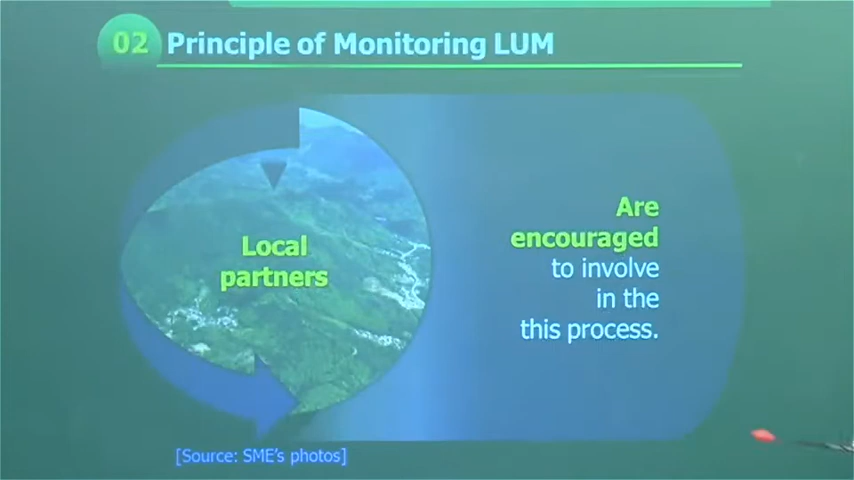 02 Principle of Monitoring LUM
Local
partners
Are
encouraged
to involve
in the
this process.
[Source: SME's photos]